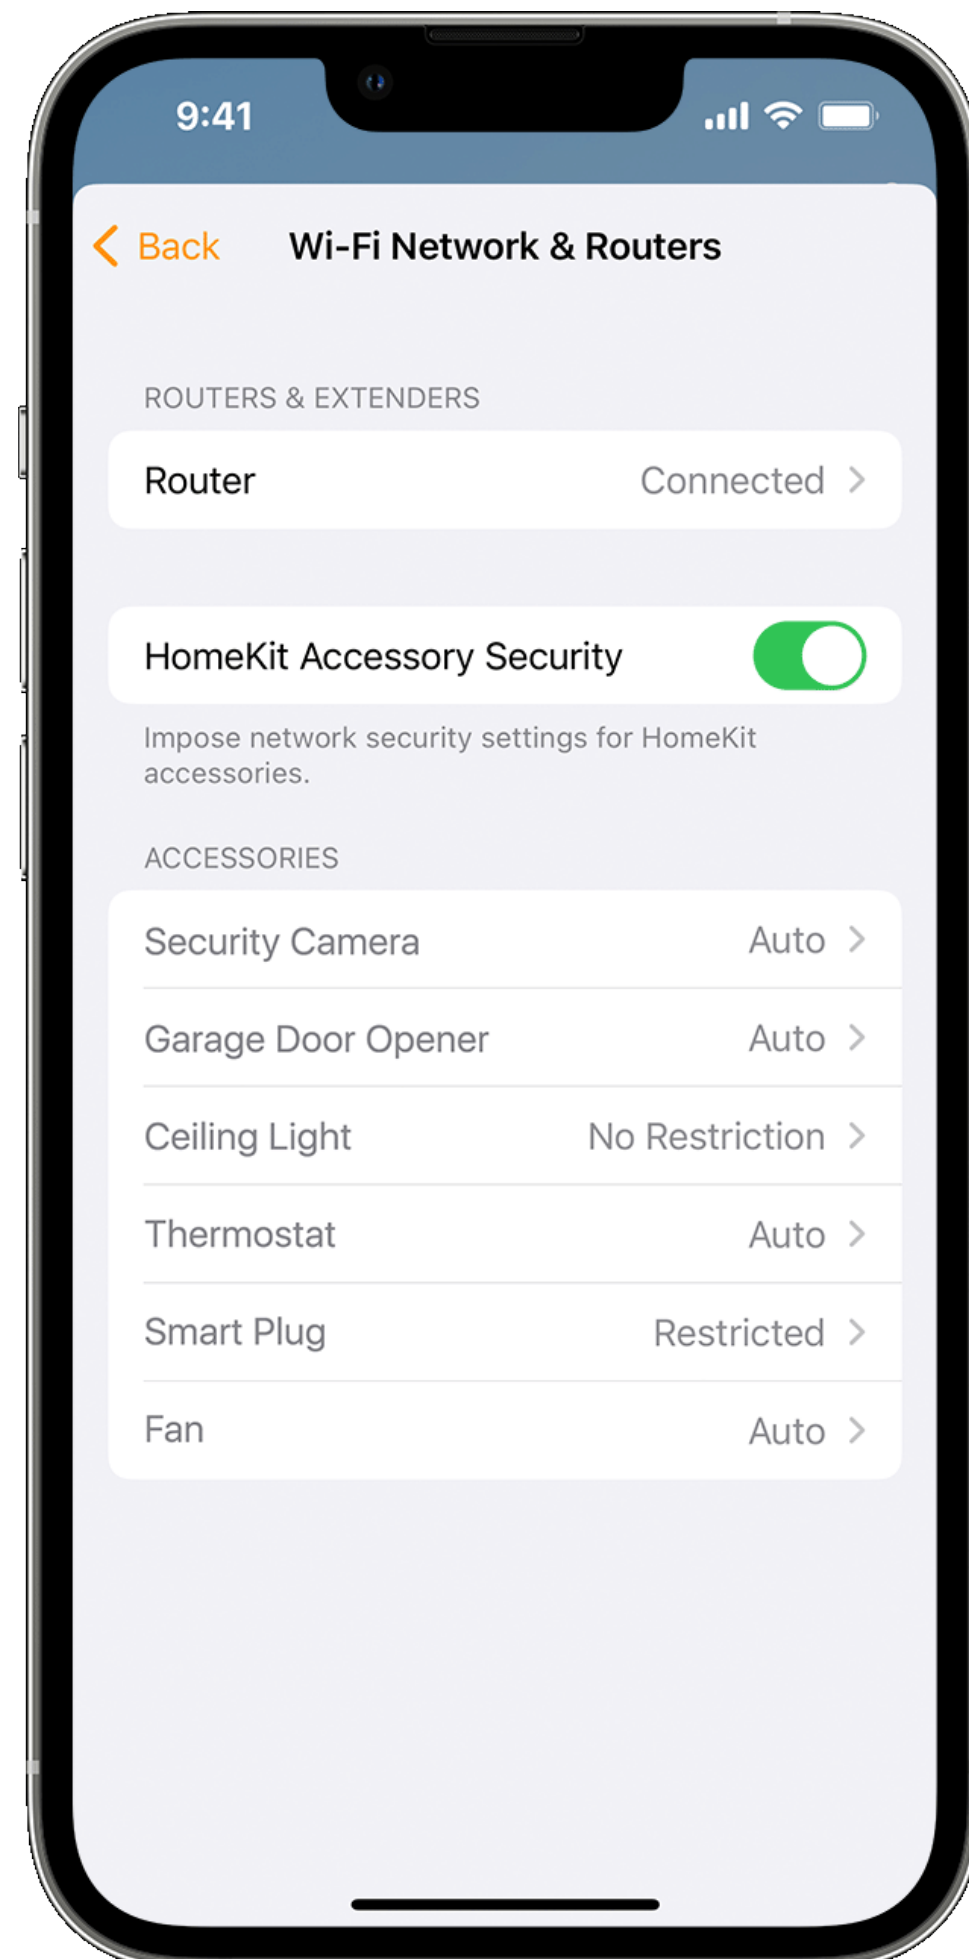 9:41
Back
Wi-Fi Network & Routers
ROUTERS & EXTENDERS
Router Connected
HomeKit Accessory Security
Impose network security settings for HomeKit
accessories.
ACCESSORIES
Security Camera Auto
Garage Door Opener Auto
Ceiling Light No Restriction
Thermostat Auto
Smart Plug Restricted
Fan Auto